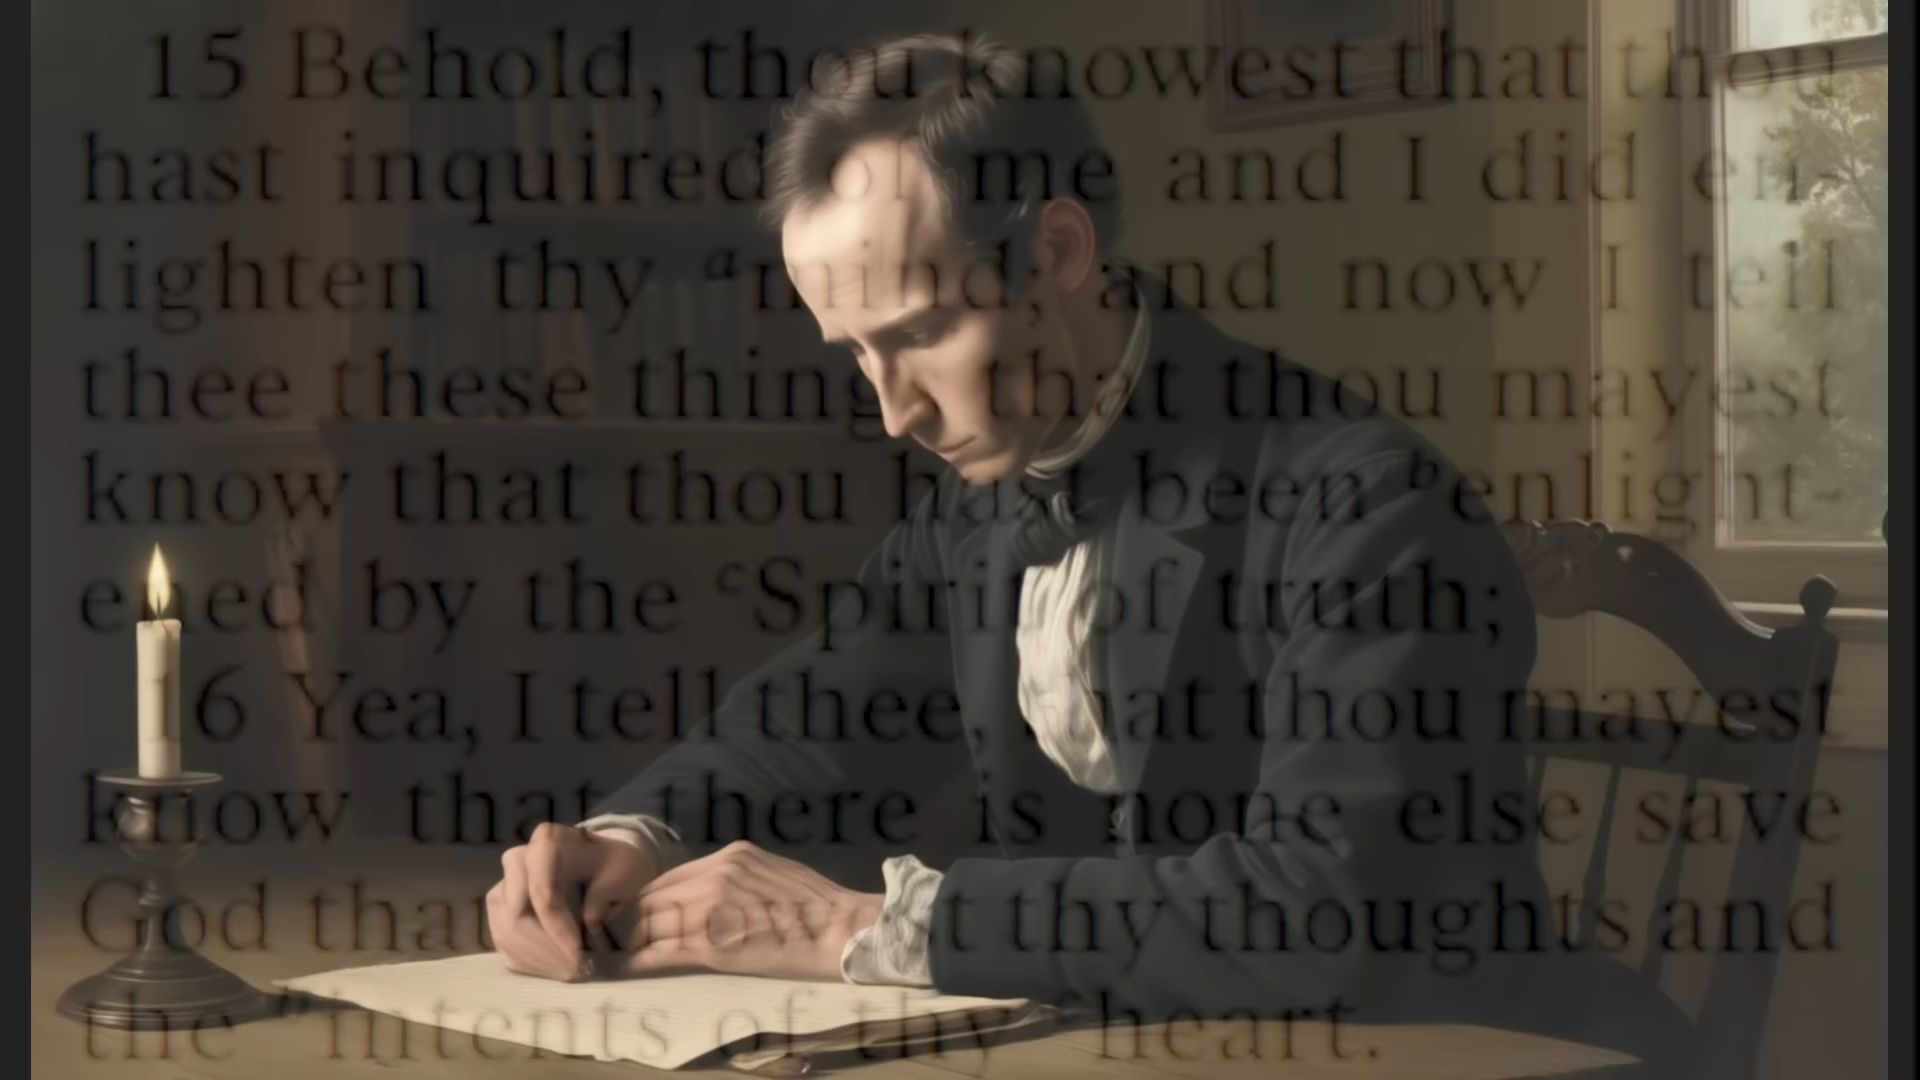 15 Behold, thou knowest that thou
hast inquired of me and I did en-
lighten thy ᵃmind; and now I tell
thee these things that thou mayest
know that thou hast been ᵇenlight-
ened by the ᶜSpirit of truth;
16 Yea, I tell thee, that thou mayest
know that there is none else save
God that knowest thy thoughts and
the intents of thy heart.